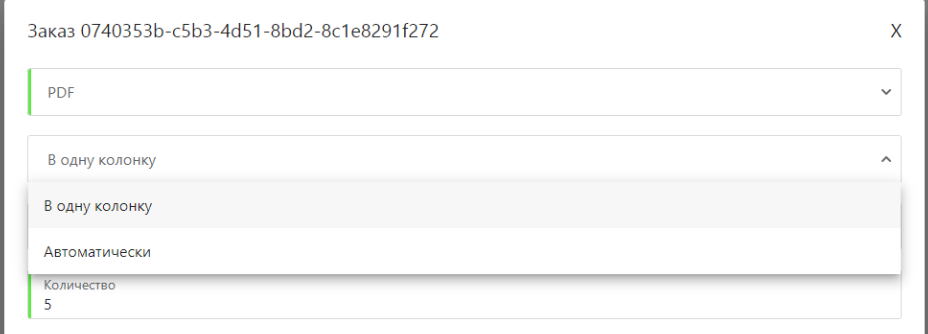 Заказ 0740353b-c5b3-4d51-8bd2-8c1e8291f272 X
PDF
В одну колонку
В одну колонку
Автоматически
Количество
5